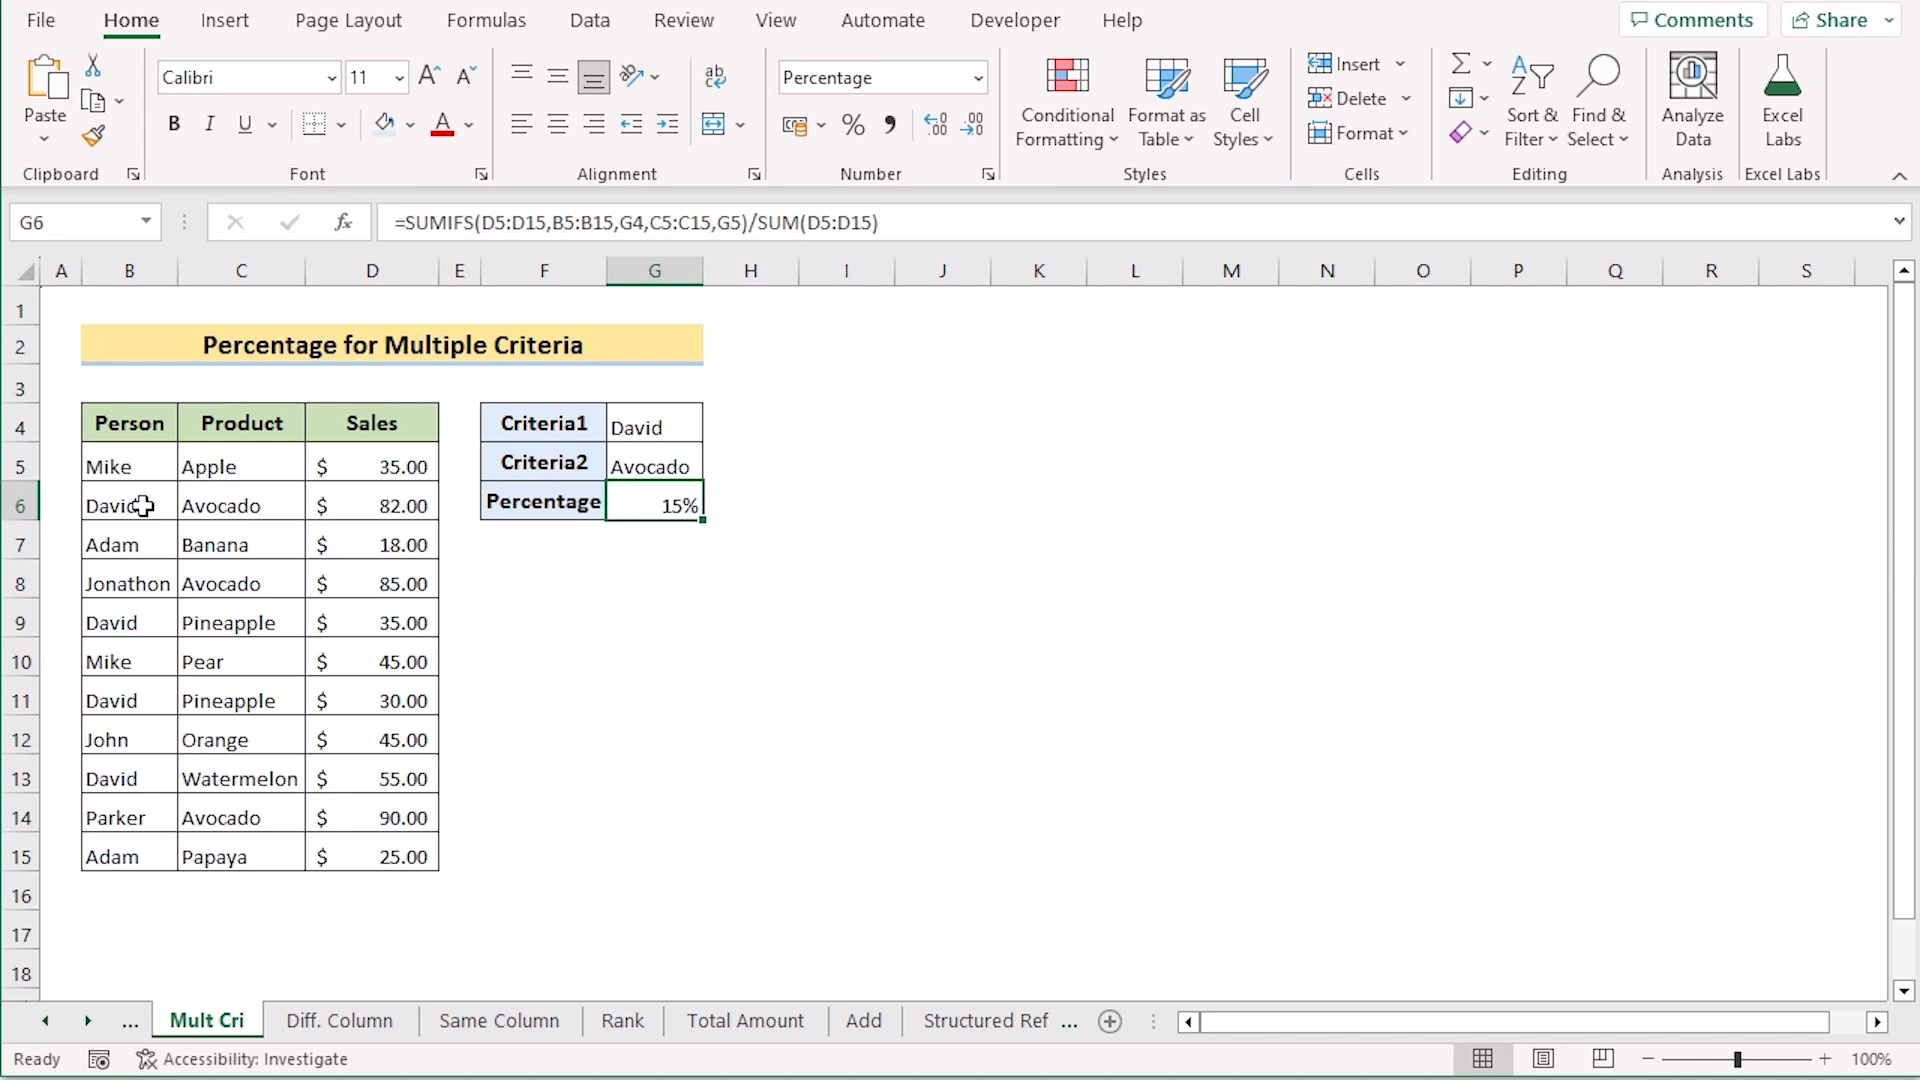 File Home Insert Page Layout Formulas Data Review View Automate Developer Help Comments Share
Calibri 11 Percentage Insert
Paste Conditional Formatting Format as Table Cell Styles Delete Sort & Filter Find & Select Analyze Data Excel Labs
B I U % Format
Clipboard Font Alignment Number Styles Cells Editing Analysis Excel Labs
G6 fx =SUMIFS(D5:D15,B5:B15,G4,C5:C15,G5)/SUM(D5:D15)
A B C D E F G H I J K L M N O P Q R S
1
2 Percentage for Multiple Criteria
3
4 Person Product Sales Criteria1 David
5 Mike Apple $ 35.00 Criteria2 Avocado
6 David Avocado $ 82.00 Percentage 15%
7 Adam Banana $ 18.00
8 Jonathon Avocado $ 85.00
9 David Pineapple $ 35.00
10 Mike Pear $ 45.00
11 David Pineapple $ 30.00
12 John Orange $ 45.00
13 David Watermelon $ 55.00
14 Parker Avocado $ 90.00
15 Adam Papaya $ 25.00
16
17
18
... Mult Cri Diff. Column Same Column Rank Total Amount Add Structured Ref ...
Ready Accessibility: Investigate 100%